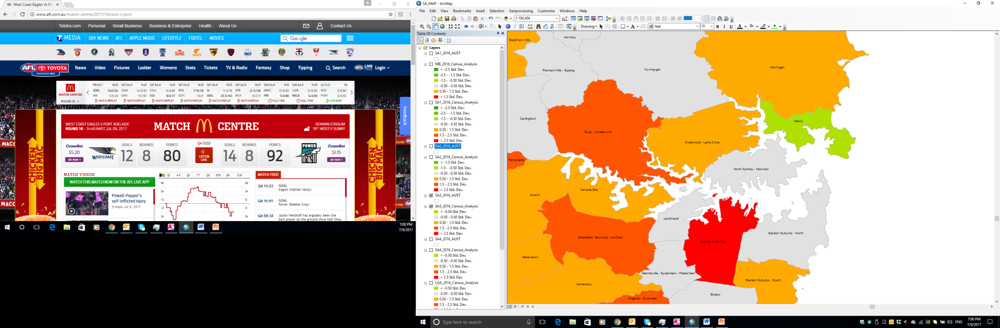 West Coast Eagles Vs Po
www.afl.com.au/match-centre/2017/16/wce-v-port
Telstra.com Personal Small Business Business & Enterprise Health About Us Contact Us
MEDIA SKY NEWS AFL APPLE MUSIC LIFESTYLE FOXTEL MOVIES Google
AFL TOYOTA News Video Fixtures Ladder Womens Stats Tickets TV & Radio Fantasy Shop Tipping Search AFL LIVE PASS Login
PREMIERSHIP 2017
MATCH CENTRE
ROUND 16
FRI JUL 7 19:20 SAT JUL 8 13:45 SAT JUL 8 14:10 SAT JUL 8 16:35 SAT JUL 8 19:25 SAT JUL 8 19:25 SUN JUL 9 13:10 SUN JUL 9 15:20 Q4 15:45 DS
ADEL 16.8.104 HAW 14.13.97 COLL 12.8.80 SYD 17.16.118 BL 11.12.78 STK 21.12.138 NMFC 12.10.82 CARL 12.10.82 WCE 12.8.80
WB 5.15.45 GWS 15.7.97 ESS 18.9.117 GCFC 7.9.51 GEEL 25.13.163 RICH 10.11.71 FRE 13.8.86 MELB 14.6.90 PORT 14.8.92
WATCH REPLAY WATCH REPLAY WATCH REPLAY WATCH REPLAY WATCH REPLAY WATCH REPLAY FULL TIME FULL TIME LIVE NOW
Feedback
CHICKEN BIG MAC
CHICKEN BIG MAC
WEST COAST EAGLES V PORT ADELAIDE
ROUND 16 - 14:40 AWST, JUL 09, 2017
MATCH CENTRE
DOMAIN STADIUM
18° MOSTLY SUNNY
CrownBet
$5.20
BET NOW >
WEST COAST
GOALS BEHINDS POINTS
12 8 80
Q4 15:55
LISTEN LIVE
GOALS BEHINDS POINTS
14 8 92
POWER
CrownBet
$1.15
BET NOW >
MATCH VIDEOS
WATCH THIS MATCH NOW ON THE AFL LIVE APP
Powell-Pepper's
self-inflicted injury
5:44pm Jul 9, 2017
Q1 4.4 Q2 7.7 Q3 10.8 Q4 12.8
36 36
24 24
12 12
12 12
24 24
MATCH FEED
Q4 13:53 GOAL
Eagles (Nathan Vardy)
Q4 11:41 GOAL
Power (Robbie Gray)
Q4 09:34 Justin Westhoff has arguably been the
best player on the ground since half time.
7:00 PM
7/9/2017
SA_MAP - ArcMap
File Edit View Bookmarks Insert Selection Geoprocessing Customize Windows Help
1:100,404
Drawing Arial 10 B I U A
Table Of Contents
Layers
SA1_2016_AUST
MB_2016_Census_Analysis
< -2.5 Std. Dev.
-2.5 - -1.5 Std. Dev.
-1.5 - -0.50 Std. Dev.
-0.50 - 0.50 Std. Dev.
0.50 - 1.5 Std. Dev.
> 1.5 Std. Dev.
SA1_2016_Census_Analysis
< -2.5 Std. Dev.
-2.5 - -1.5 Std. Dev.
-1.5 - -0.50 Std. Dev.
-0.50 - 0.50 Std. Dev.
0.50 - 1.5 Std. Dev.
1.5 - 2.5 Std. Dev.
> 2.5 Std. Dev.
SA2_2016_AUST
SA2_2016_Census_Analysis
< -1.5 Std. Dev.
-1.5 - -0.50 Std. Dev.
-0.50 - 0.50 Std. Dev.
0.50 - 1.5 Std. Dev.
1.5 - 2.5 Std. Dev.
> 2.5 Std. Dev.
SA3_2016_AUST
SA3_2016_Census_Analysis
< -0.50 Std. Dev.
-0.50 - 0.50 Std. Dev.
0.50 - 1.5 Std. Dev.
1.5 - 2.5 Std. Dev.
> 2.5 Std. Dev.
SA4_2016_AUST
SA4_2016_Census_Analysis
< -0.50 Std. Dev.
-0.50 - 0.50 Std. Dev.
0.50 - 1.5 Std. Dev.
1.5 - 2.5 Std. Dev.
> 2.5 Std. Dev.
LGA_2016_Census_Analysis
< -0.50 Std. Dev.
-0.50 - 0.50 Std. Dev.
0.50 - 1.5 Std. Dev.
1.5 - 2.5 Std. Dev.
Hornsby
Baulkham Hills
Warringah
Pennant Hills - Epping
Ku-ring-gai
Carlingford
Manly
Ryde - Hunters Hill
Chatswood - Lane Cove
Parramatta
North Sydney - Mosman
Canada Bay
Auburn
Leichhardt
Eastern Suburbs - North
Strathfield - Burwood - Ashfield
Sydney Inner City
Bankstown
Marrickville - Sydenham - Petersham
Eastern Suburbs - South
Canterbury
Botany
Kogarah - Rockdale
Type here to search
ENG
7:00 PM
7/9/2017